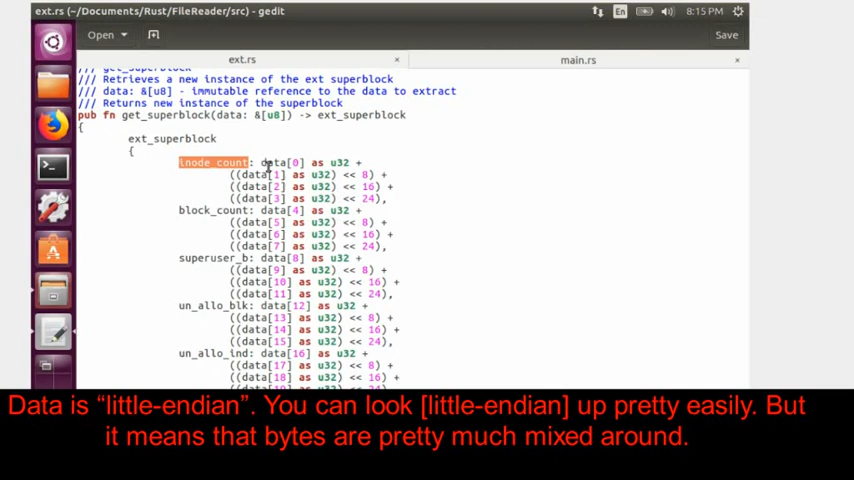 ext.rs (~/Documents/Rust/FileReader/src) - gedit
En
8:15 PM
Open
Save
ext.rs
×
main.rs
×
/// get_superblock
/// Retrieves a new instance of the ext superblock
/// data: &[u8] - immutable reference to the data to extract
/// Returns new instance of the superblock
pub fn get_superblock(data: &[u8]) -> ext_superblock
{
ext_superblock
{
inode_count: data[0] as u32 +
((data[1] as u32) << 8) +
((data[2] as u32) << 16) +
((data[3] as u32) << 24),
block_count: data[4] as u32 +
((data[5] as u32) << 8) +
((data[6] as u32) << 16) +
((data[7] as u32) << 24),
superuser_b: data[8] as u32 +
((data[9] as u32) << 8) +
((data[10] as u32) << 16) +
((data[11] as u32) << 24),
un_allo_blk: data[12] as u32 +
((data[13] as u32) << 8) +
((data[14] as u32) << 16) +
((data[15] as u32) << 24),
un_allo_ind: data[16] as u32 +
((data[17] as u32) << 8) +
((data[18] as u32) << 16) +
Data is “little-endian”. You can look [little-endian] up pretty easily. But
it means that bytes are pretty much mixed around.